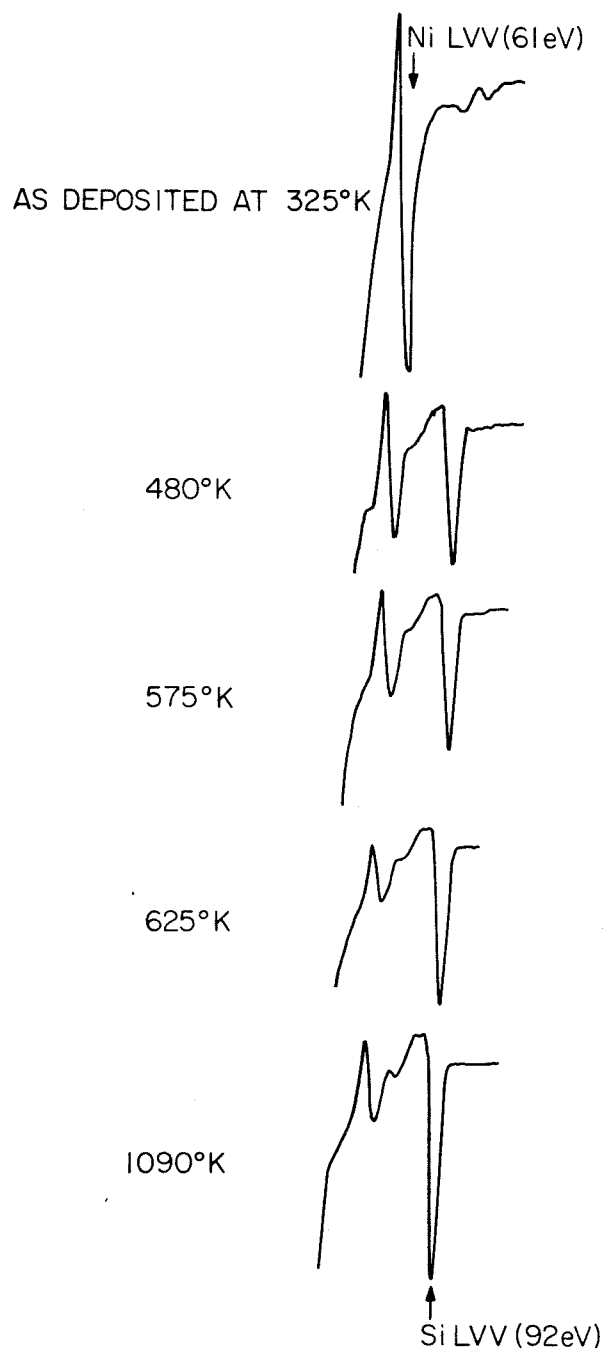 Ni LVV (61eV)
AS DEPOSITED AT 325°K
480°K
575°K
625°K
1090°K
Si LVV (92eV)